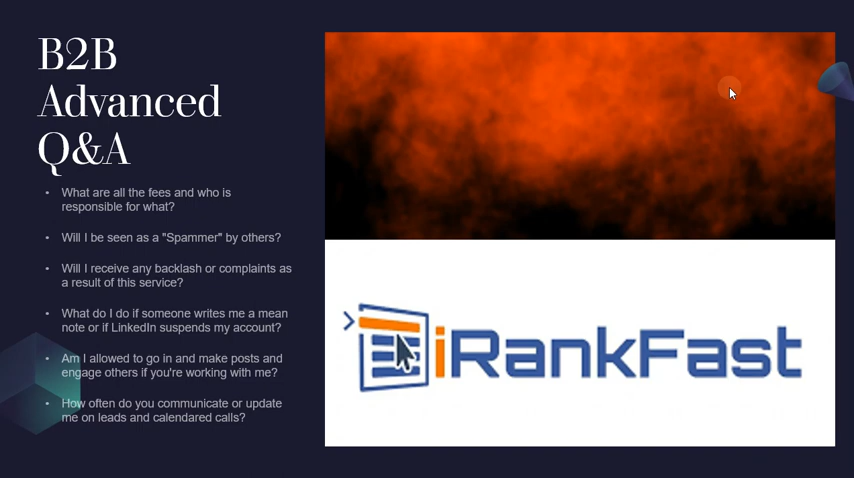 B2B
Advanced
Q&A
• What are all the fees and who is
responsible for what?
• Will I be seen as a "Spammer" by others?
• Will I receive any backlash or complaints as
a result of this service?
• What do I do if someone writes me a mean
note or if LinkedIn suspends my account?
• Am I allowed to go in and make posts and
engage others if you're working with me?
• How often do you communicate or update
me on leads and calendared calls?
iRankFast